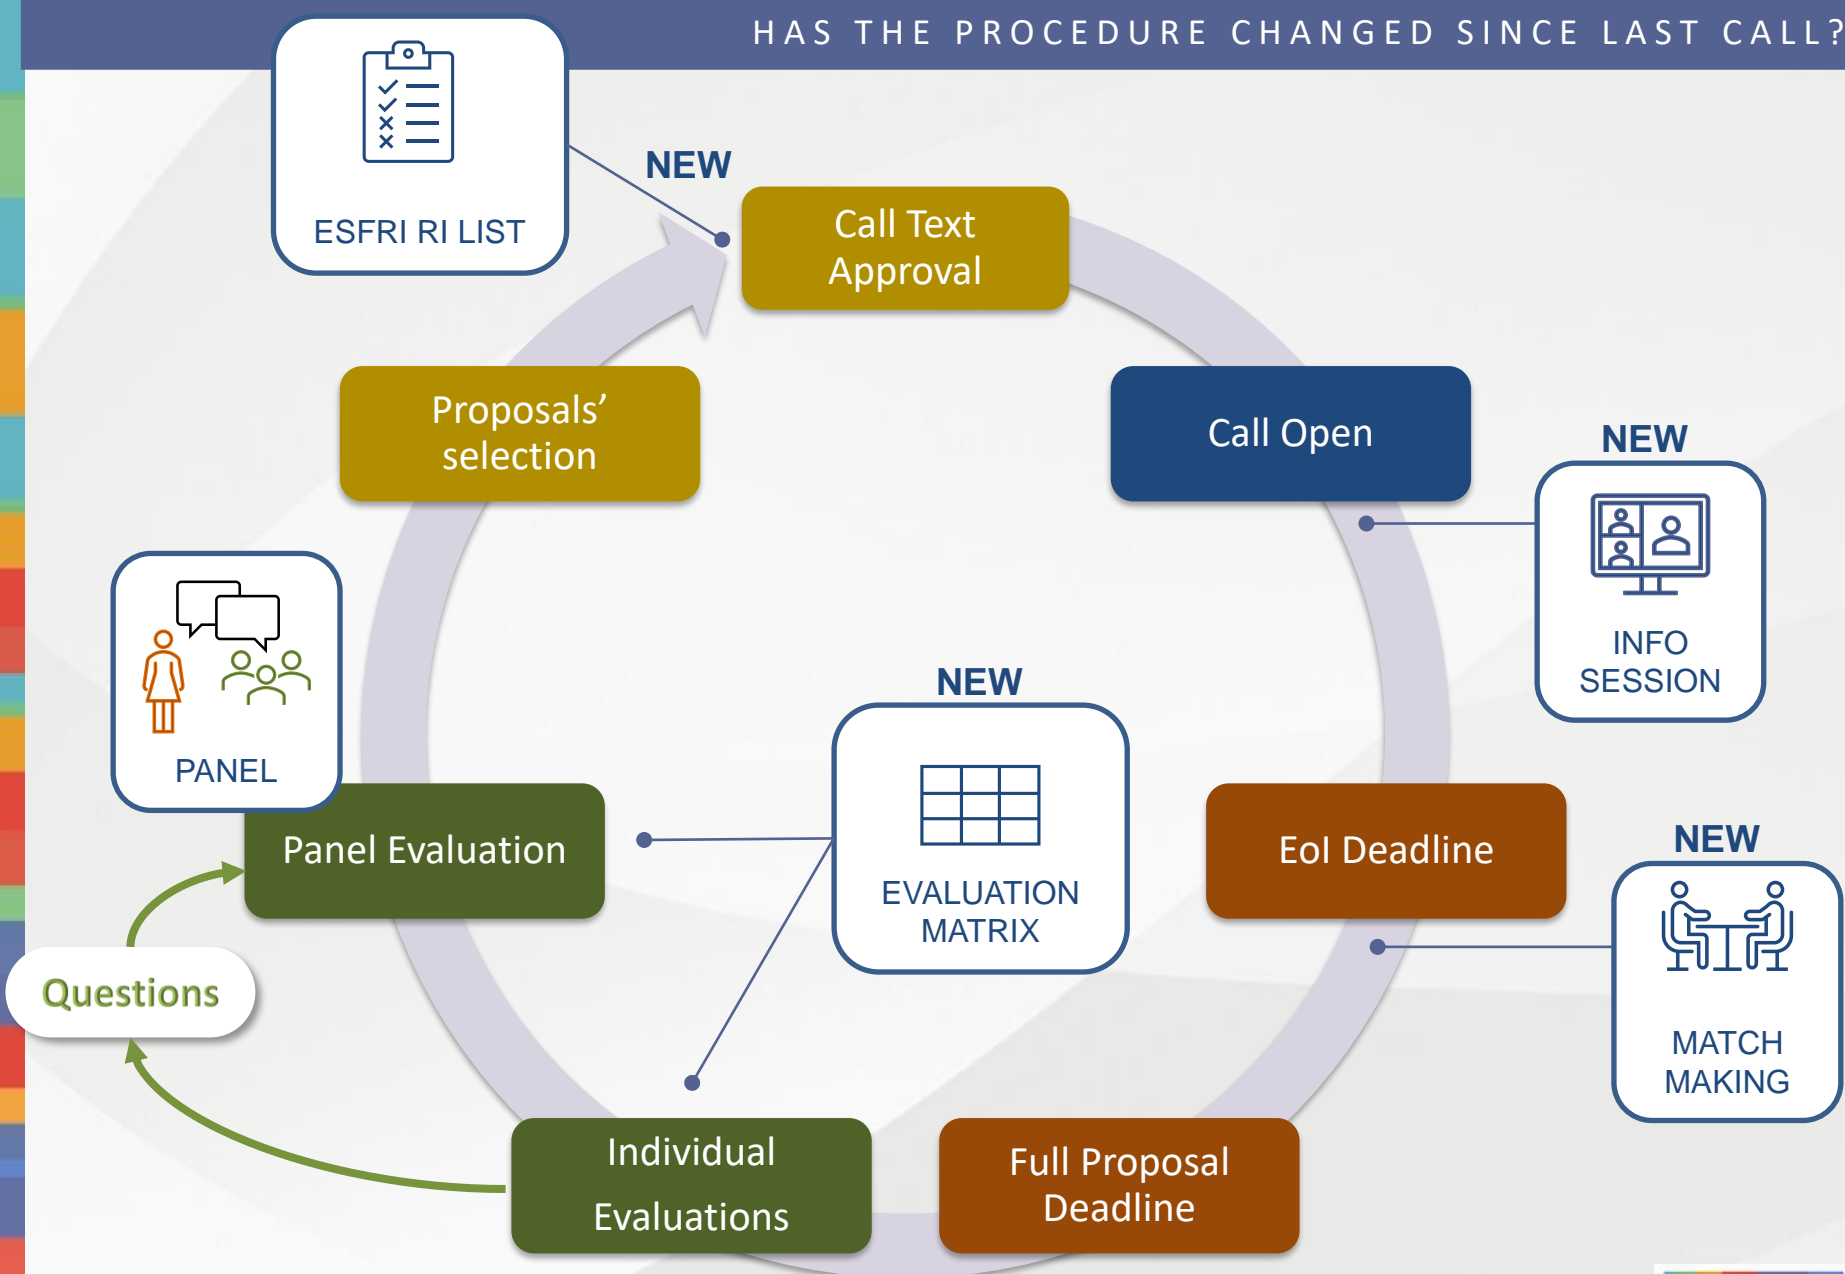 HAS THE PROCEDURE CHANGED SINCE LAST CALL?
ESFRI RI LIST
NEW
Call Text
Approval
Proposals’
selection
Call Open
NEW
INFO
SESSION
PANEL
NEW
EVALUATION
MATRIX
Panel Evaluation
EoI Deadline
NEW
MATCH
MAKING
Questions
Individual
Evaluations
Full Proposal
Deadline